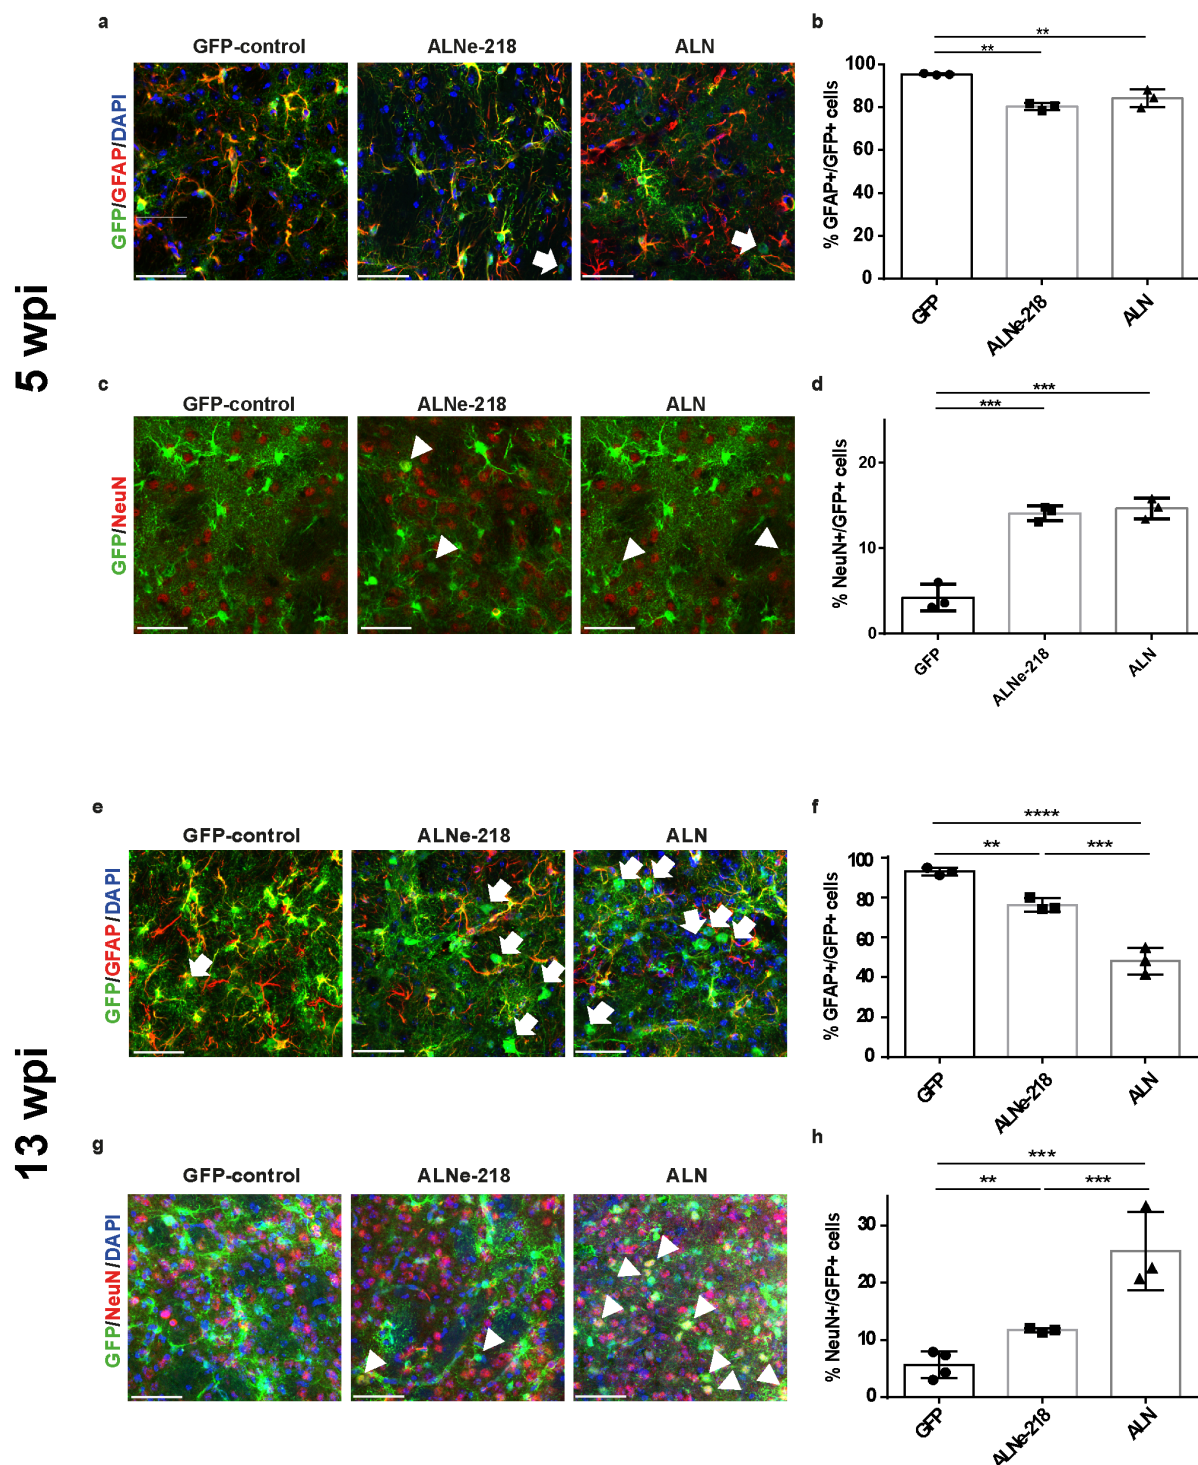 5 wpi
a
GFP-control
ALNe-218
ALN
GFP/GFAP/DAPI
b
**
**
% GFAP+/GFP+ cells
100
80
60
40
20
0
GFP
ALNe-218
ALN
c
GFP-control
ALNe-218
ALN
GFP/NeuN
d
***
***
% NeuN+/GFP+ cells
20
10
0
GFP
ALNe-218
ALN
13 wpi
e
GFP-control
ALNe-218
ALN
GFP/GFAP/DAPI
f
****
**
***
% GFAP+/GFP+ cells
100
80
60
40
20
0
GFP
ALNe-218
ALN
g
GFP-control
ALNe-218
ALN
GFP/NeuN/DAPI
h
***
**
***
% NeuN+/GFP+ cells
30
20
10
0
GFP
ALNe-218
ALN